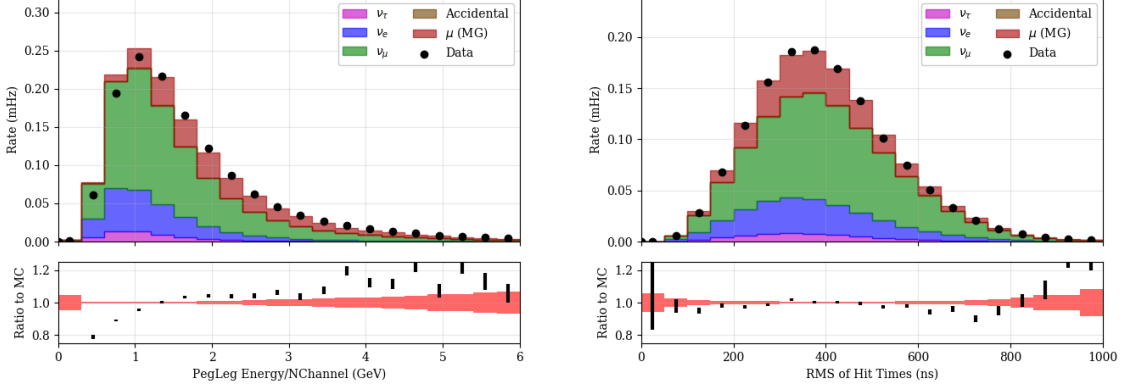 0.30
0.25
0.20
0.15
0.10
0.05
0.00
Rate (mHz)
ντ Accidental
νe μ (MG)
νμ Data
1.2
1.0
0.8
Ratio to MC
0 1 2 3 4 5 6
PegLeg Energy/NChannel (GeV)
0.20
0.15
0.10
0.05
0.00
Rate (mHz)
ντ Accidental
νe μ (MG)
νμ Data
1.2
1.0
0.8
Ratio to MC
0 200 400 600 800 1000
RMS of Hit Times (ns)